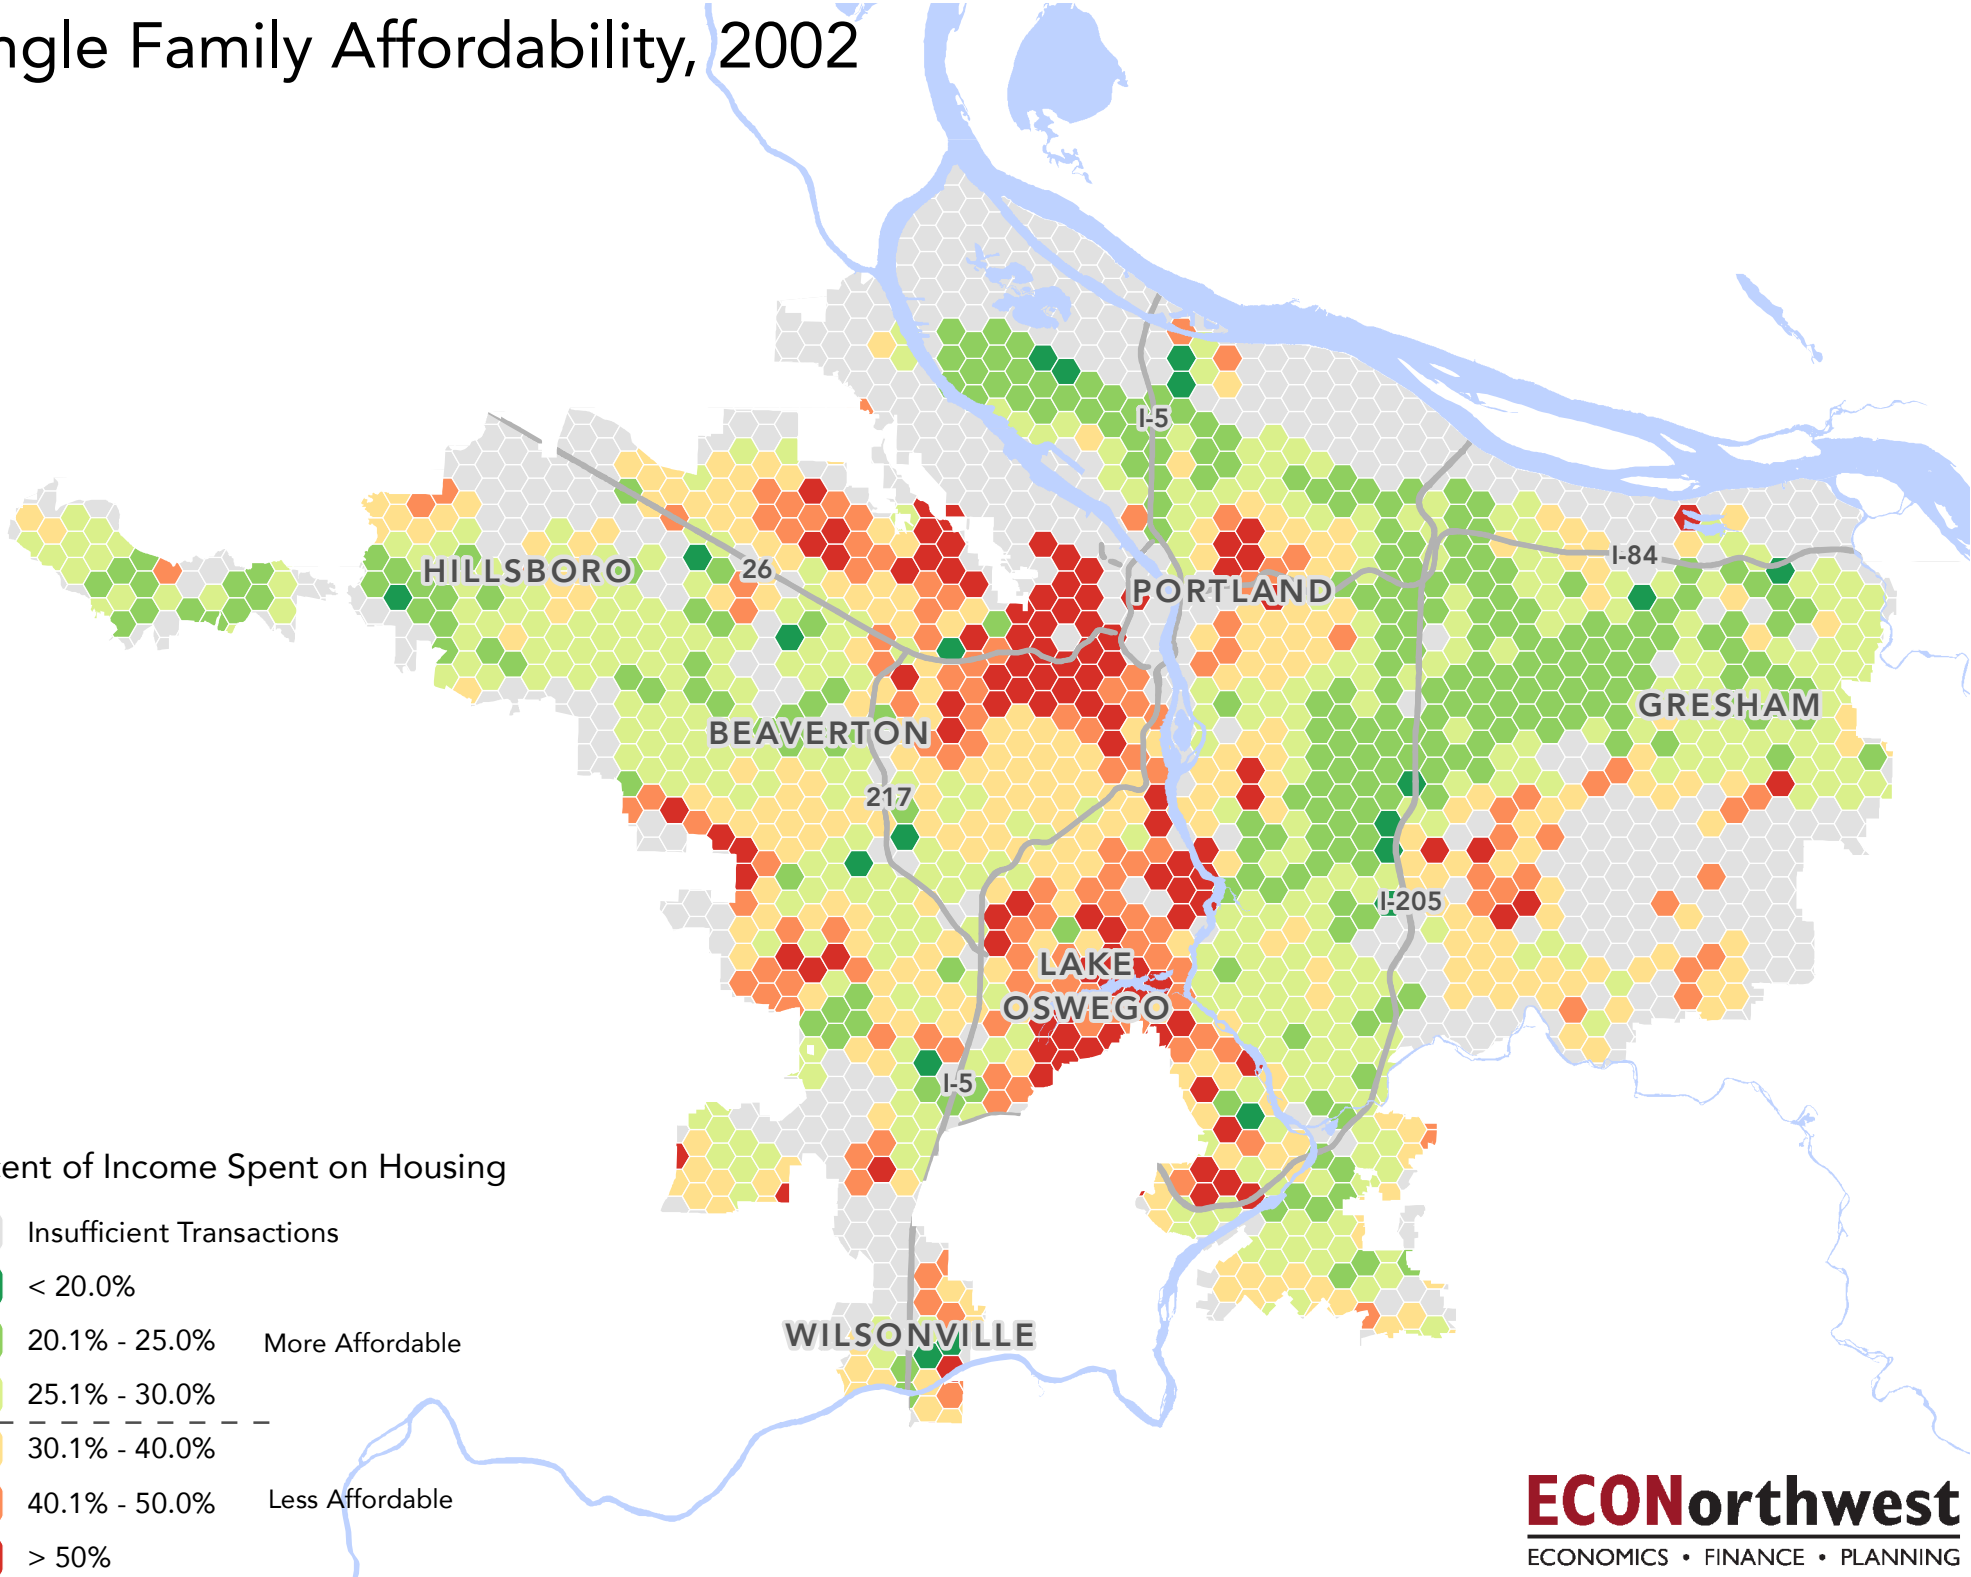 ngle Family Affordability, 2002
I-5
HILLSBORO
26
I-84
PORTLAND
GRESHAM
BEAVERTON
217
I-205
LAKE
OSWEGO
I-5
WILSONVILLE
ent of Income Spent on Housing
Insufficient Transactions
< 20.0%
20.1% - 25.0%
More Affordable
25.1% - 30.0%
30.1% - 40.0%
40.1% - 50.0%
Less Affordable
> 50%
ECONorthwest
ECONOMICS • FINANCE • PLANNING